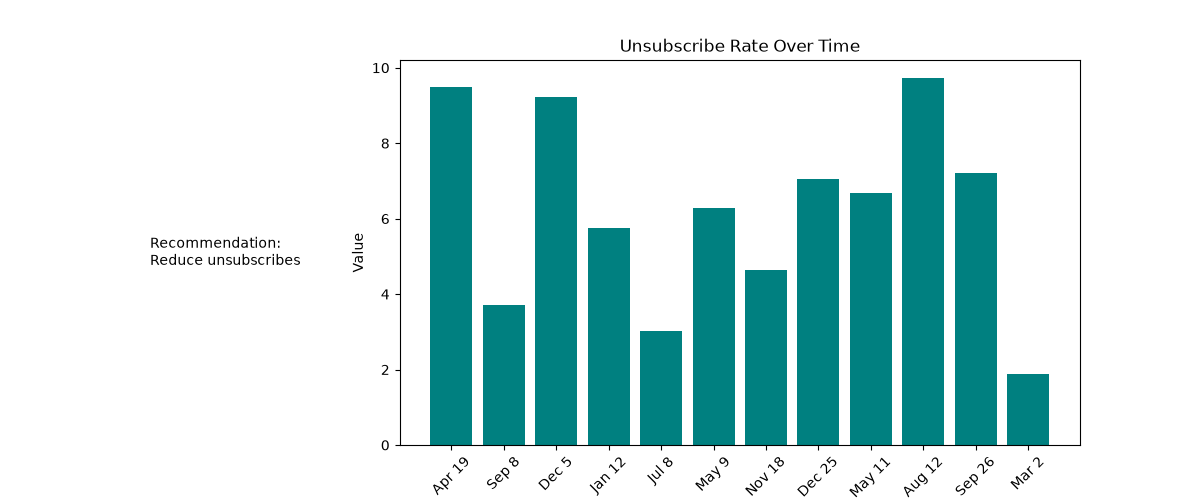 Unsubscribe Rate Over Time
Recommendation:
Reduce unsubscribes
Value
10
8
6
4
2
0
Apr 19
Sep 8
Dec 5
Jan 12
Jul 8
May 9
Nov 18
Dec 25
May 11
Aug 12
Sep 26
Mar 2